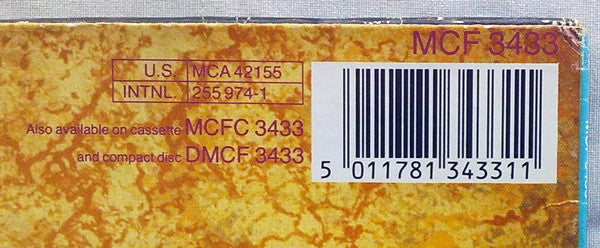 MCF 3433
U.S. MCA 42155
INTNL 255 974-1
Also available on cassette MCFC 3433
and compact disc DMCF 3433
5 011781 343311